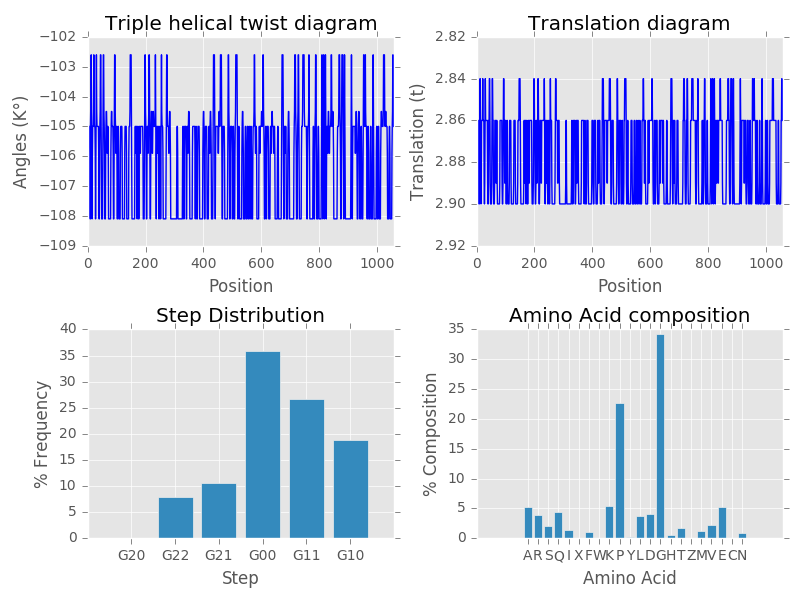 Triple helical twist diagram
−102
−103
−104
−105
−106
−107
−108
−109
Angles (K°)
0 200 400 600 800 1000
Position
Translation diagram
2.82
2.84
2.86
2.88
2.90
2.92
Translation (t)
0 200 400 600 800 1000
Position
Step Distribution
40
35
30
25
20
15
10
5
0
% Frequency
G20 G22 G21 G00 G11 G10
Step
Amino Acid composition
35
30
25
20
15
10
5
0
% Composition
A R S Q I X F W K P Y L D G H T Z M V E C N
Amino Acid